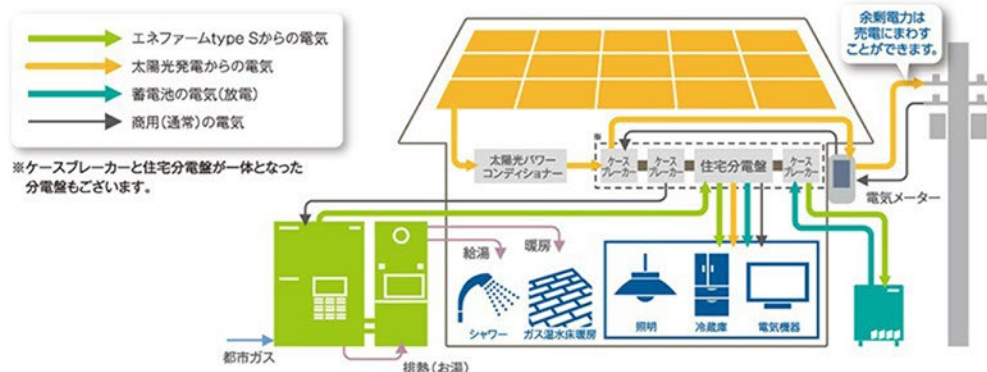 エネファームtype Sからの電気
太陽光発電からの電気
蓄電池の電気(放電)
商用(通常)の電気
※ケースブレーカーと住宅分電盤が一体となった
分電盤もございます。
余剰電力は
売電にまわす
ことができます。
※
太陽光パワー
コンディショナー
ケース
ブレーカー
ケース
ブレーカー
住宅分電盤
ケース
ブレーカー
電気メーター
給湯
暖房
シャワー
ガス温水床暖房
照明
冷蔵庫
電気機器
都市ガス
排熱(お湯)